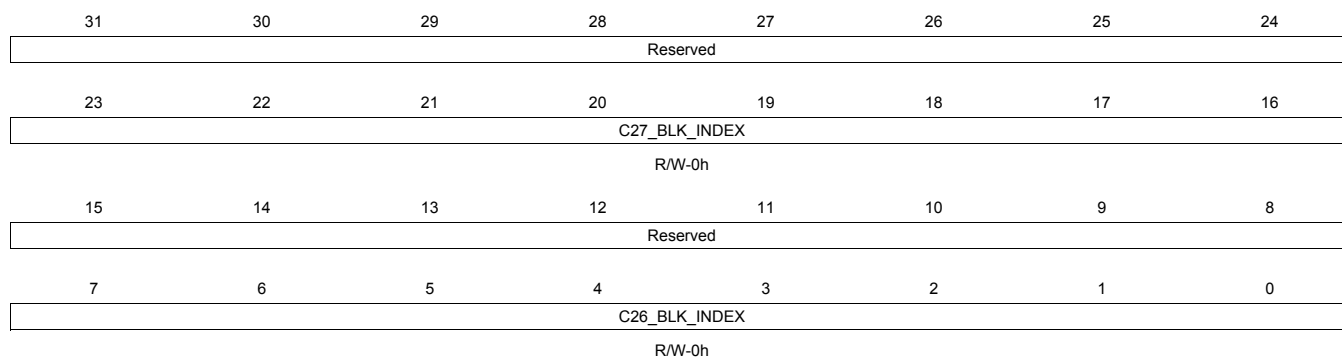 31 30 29 28 27 26 25 24
Reserved
23 22 21 20 19 18 17 16
C27_BLK_INDEX
R/W-0h
15 14 13 12 11 10 9 8
Reserved
7 6 5 4 3 2 1 0
C26_BLK_INDEX
R/W-0h